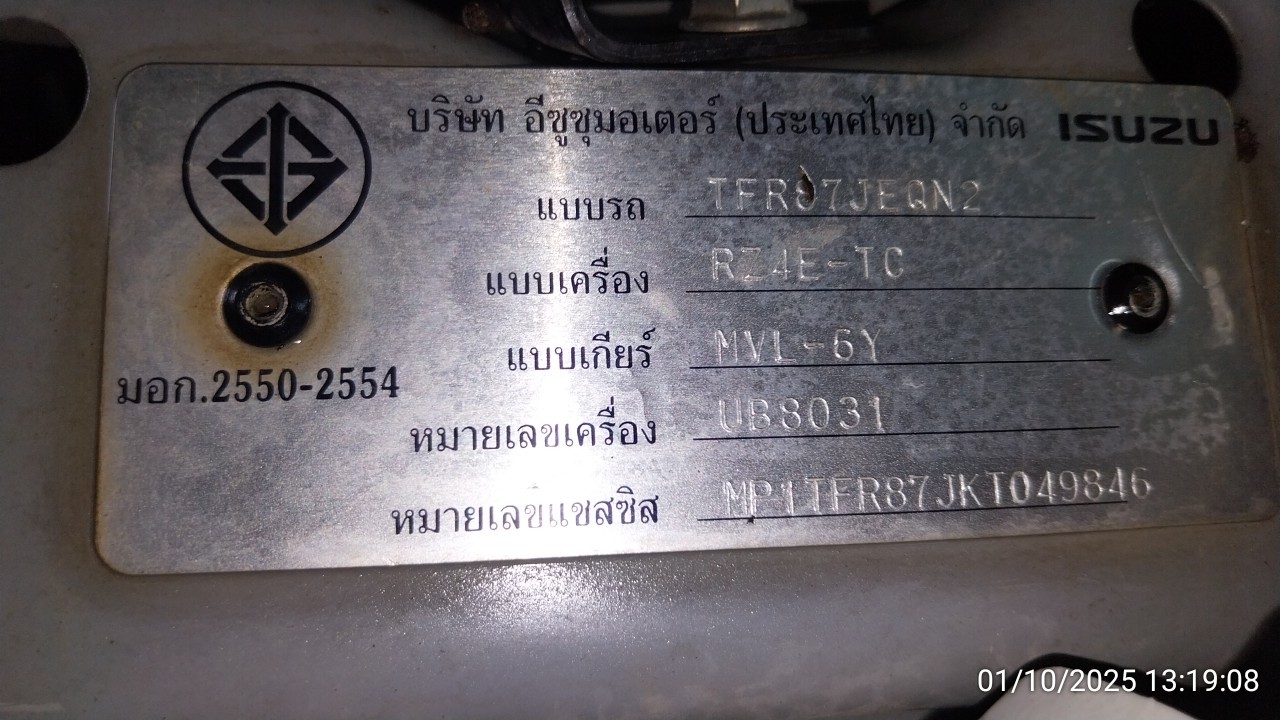 บริษัท อีซูซุมอเตอร์ (ประเทศไทย) จำกัด ISUZU
แบบรถ TFR87JEQN2
แบบเครื่อง RZ4E-TC
แบบเกียร์ MVL-6Y
มอก.2550-2554
หมายเลขเครื่อง UB8031
หมายเลขแชสซิส MP1TFR87JKT049846
01/10/2025 13:19:08